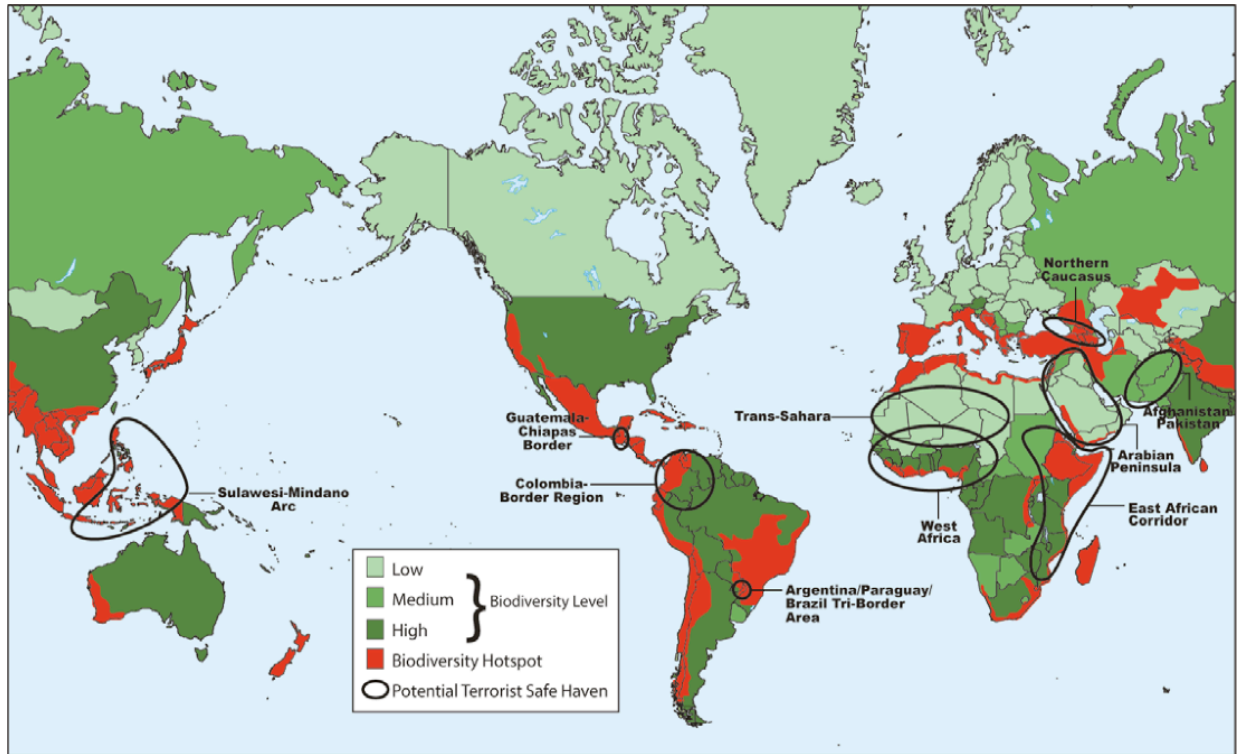 Northern
Caucasus
Guatemala-
Chiapas
Border
Trans-Sahara
Afghanistan
Pakistan
Arabian
Peninsula
Sulawesi-Mindano
Arc
Colombia-
Border Region
West
Africa
East African
Corridor
Argentina/Paraguay/
Brazil Tri-Border
Area
Low
Medium
High
Biodiversity Level
Biodiversity Hotspot
Potential Terrorist Safe Haven